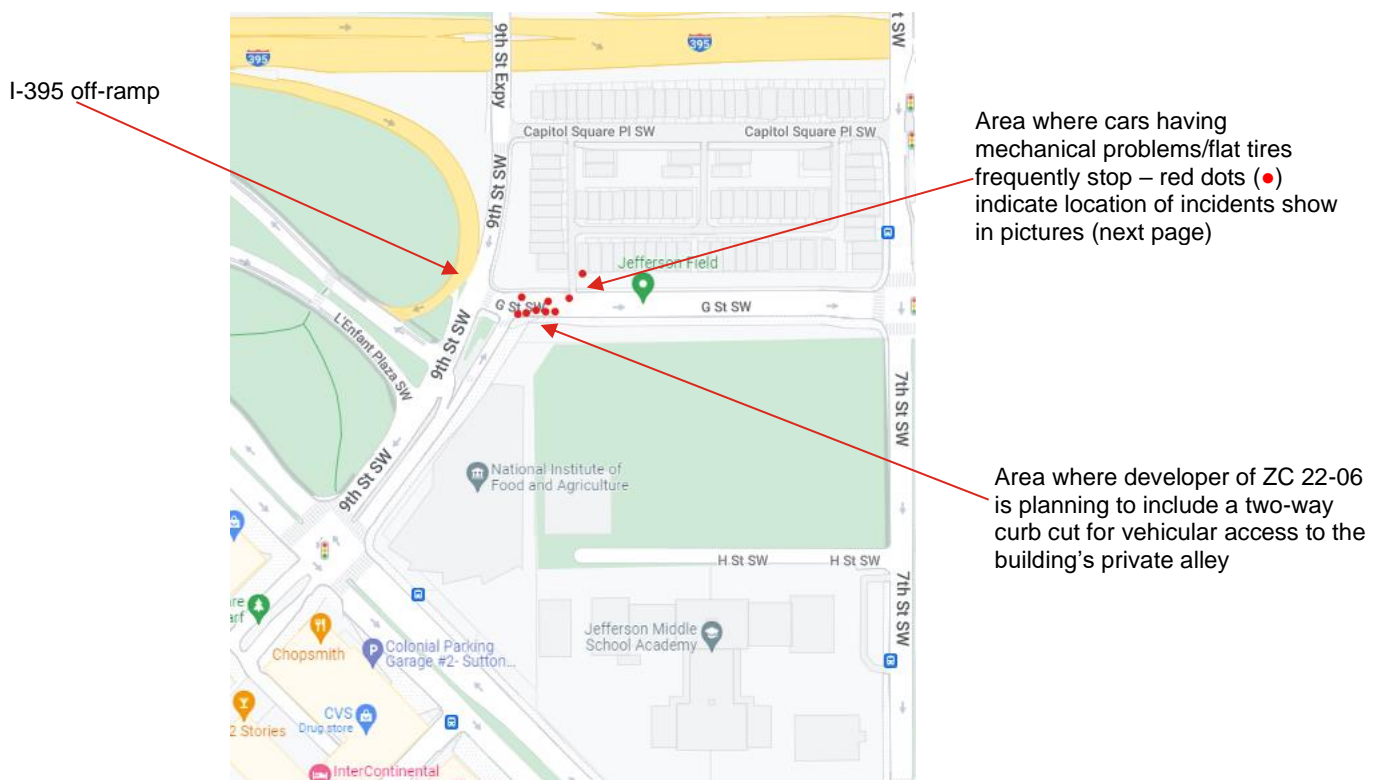 I-395 off-ramp
395
395
9th St Expy
t SW
Capitol Square Pl SW
Capitol Square Pl SW
9th St SW
Jefferson Field
G St SW
G St SW
L'Enfant Plaza SW
9th St SW
7th St SW
National Institute of
Food and Agriculture
9th St SW
H St SW
H St SW
7th St SW
Jefferson Middle
School Academy
re
arf
Chopsmith
P
Colonial Parking
Garage #2- Sutton...
CVS
Drug store
2 Stories
InterContinental
Area where cars having
mechanical problems/flat tires
frequently stop – red dots (●)
indicate location of incidents show
in pictures (next page)
Area where developer of ZC 22-06
is planning to include a two-way
curb cut for vehicular access to the
building's private alley